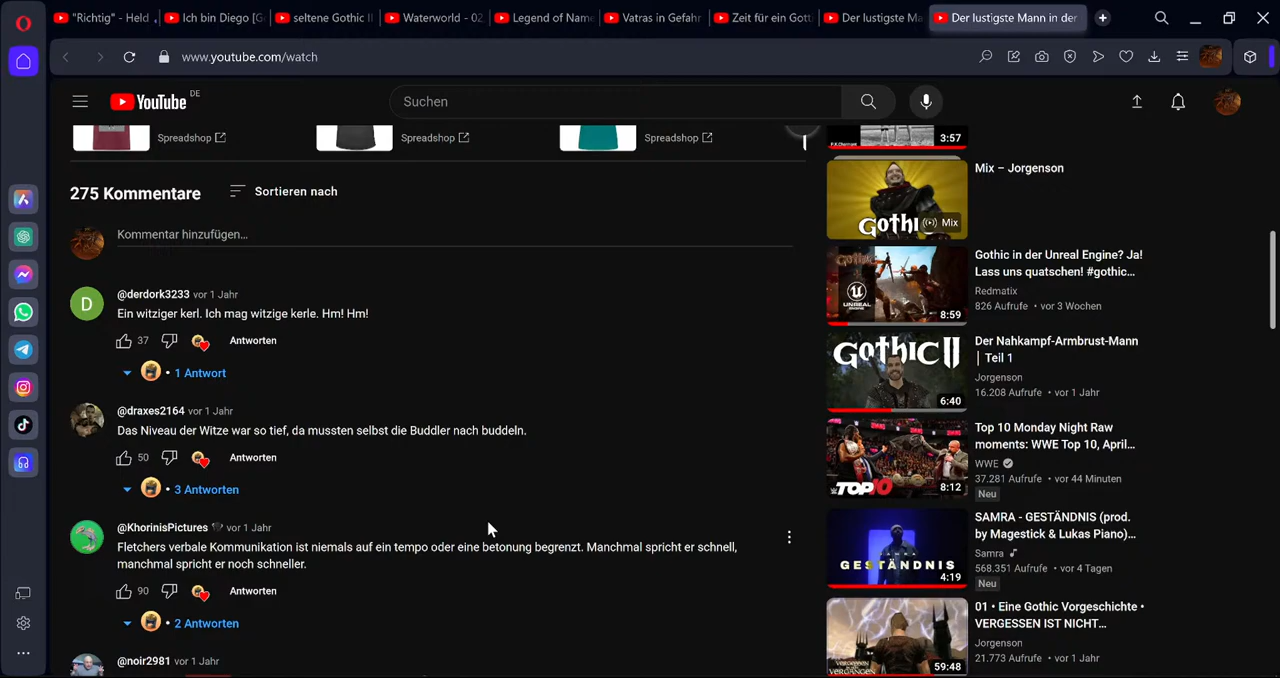 "Richtig" - Held
Ich bin Diego [G
seltene Gothic II
Waterworld - 02
Legend of Name
Vatras in Gefahr
Zeit für ein Gott
Der lustigste Ma
Der lustigste Mann in der
www.youtube.com/watch
YouTube DE
Suchen
Spreadshop
Spreadshop
Spreadshop
275 Kommentare
Sortieren nach
Kommentar hinzufügen...
@derdork3233 vor 1 Jahr
Ein witziger kerl. Ich mag witzige kerle. Hm! Hm!
37
Antworten
• 1 Antwort
@draxes2164 vor 1 Jahr
Das Niveau der Witze war so tief, da mussten selbst die Buddler nach buddeln.
50
Antworten
• 3 Antworten
@KhorinisPictures vor 1 Jahr
Fletchers verbale Kommunikation ist niemals auf ein tempo oder eine betonung begrenzt. Manchmal spricht er schnell,
manchmal spricht er noch schneller.
90
Antworten
• 2 Antworten
@noir2981 vor 1 Jahr
3:57
GOTHIC
Mix
Mix – Jorgenson
GOTHIC
8:59
Gothic in der Unreal Engine? Ja!
Lass uns quatschen! #gothic...
Redmatix
826 Aufrufe • vor 3 Wochen
GOTHIC II
6:40
Der Nahkampf-Armbrust-Mann
| Teil 1
Jorgenson
16.208 Aufrufe • vor 1 Jahr
TOP10
8:12
Top 10 Monday Night Raw
moments: WWE Top 10, April...
WWE
37.281 Aufrufe • vor 44 Minuten
Neu
GESTÄNDNIS
4:19
SAMRA - GESTÄNDNIS (prod.
by Magestick & Lukas Piano)...
Samra
568.351 Aufrufe • vor 4 Tagen
Neu
VERGESSEN IST NICHT
VERGANGEN
59:48
01 • Eine Gothic Vorgeschichte •
VERGESSEN IST NICHT...
Jorgenson
21.773 Aufrufe • vor 1 Jahr